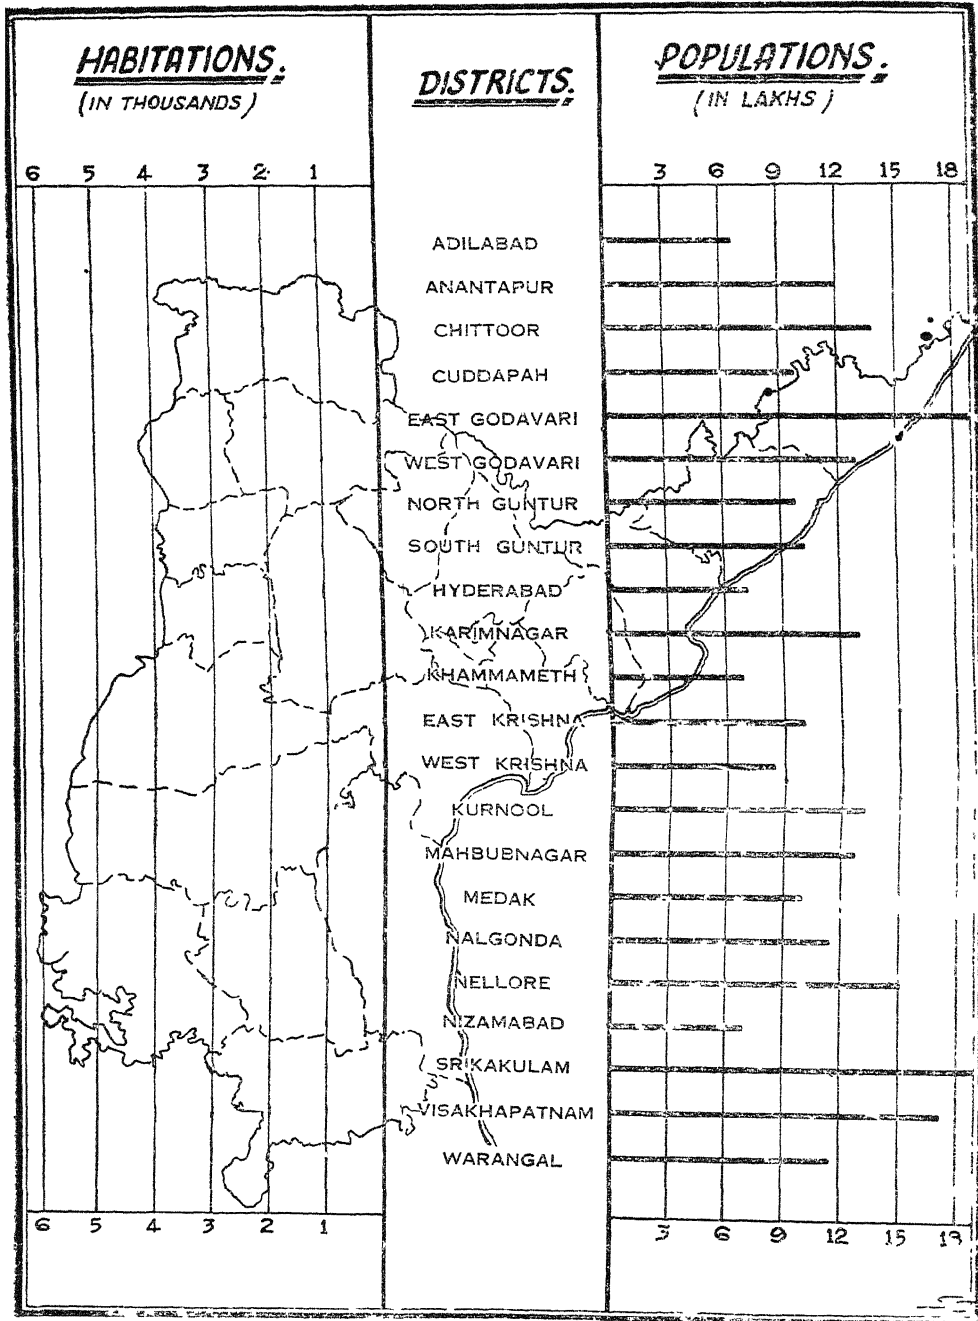 HABITATIONS.
(IN THOUSANDS)
DISTRICTS.
POPULATIONS.
(IN LAKHS)
6 5 4 3 2 1
3 6 9 12 15 18
ADILABAD
ANANTAPUR
CHITTOOR
CUDDAPAH
EAST GODAVARI
WEST GODAVARI
NORTH GUNTUR
SOUTH GUNTUR
HYDERABAD
KARIMNAGAR
KHAMMAMETH
EAST KRISHNA
WEST KRISHNA
KURNOOL
MAHBUBNAGAR
MEDAK
NALGONDA
NELLORE
NIZAMABAD
SRIKAKULAM
VISAKHAPATNAM
WARANGAL
6 5 4 3 2 1
3 6 9 12 15 18